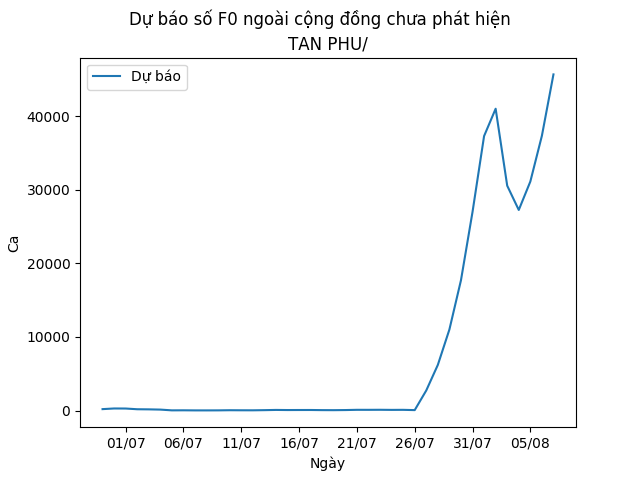 Dự báo số F0 ngoài cộng đồng chưa phát hiện
TAN PHU/
Dự báo
Ca
40000
30000
20000
10000
0
01/07 06/07 11/07 16/07 21/07 26/07 31/07 05/08
Ngày